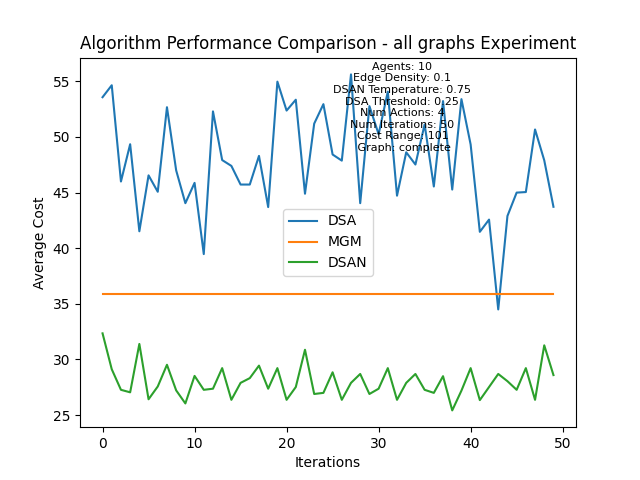 Algorithm Performance Comparison - all graphs Experiment
Agents: 10
Edge Density: 0.1
DSAN Temperature: 0.75
DSA Threshold: 0.25
Num Actions: 4
Num Iterations: 50
Cost Range: 101
Graph: complete
Average Cost
55
50
45
40
35
30
25
DSA
MGM
DSAN
0
10
20
30
40
50
Iterations